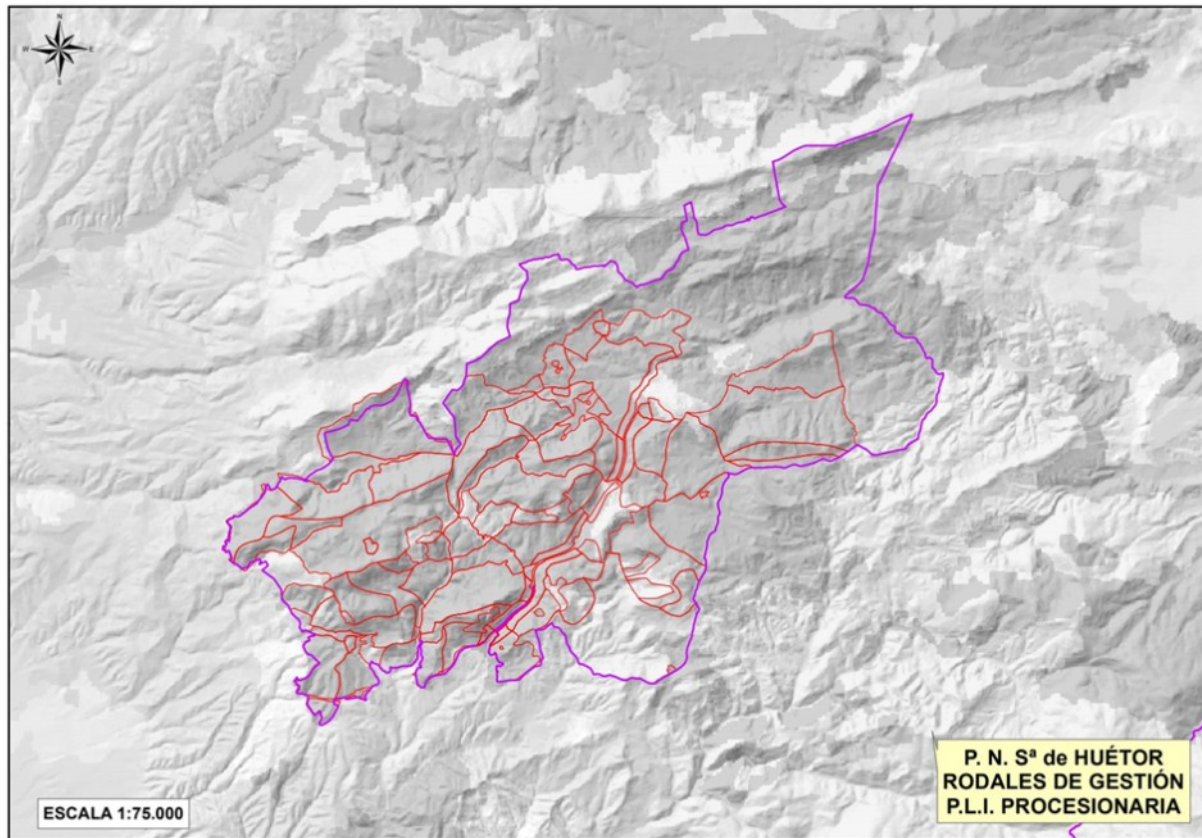 N
W E
S
ESCALA 1:75.000
P. N. Sª de HUÉTOR
RODALES DE GESTIÓN
P.L.I. PROCESIONARIA